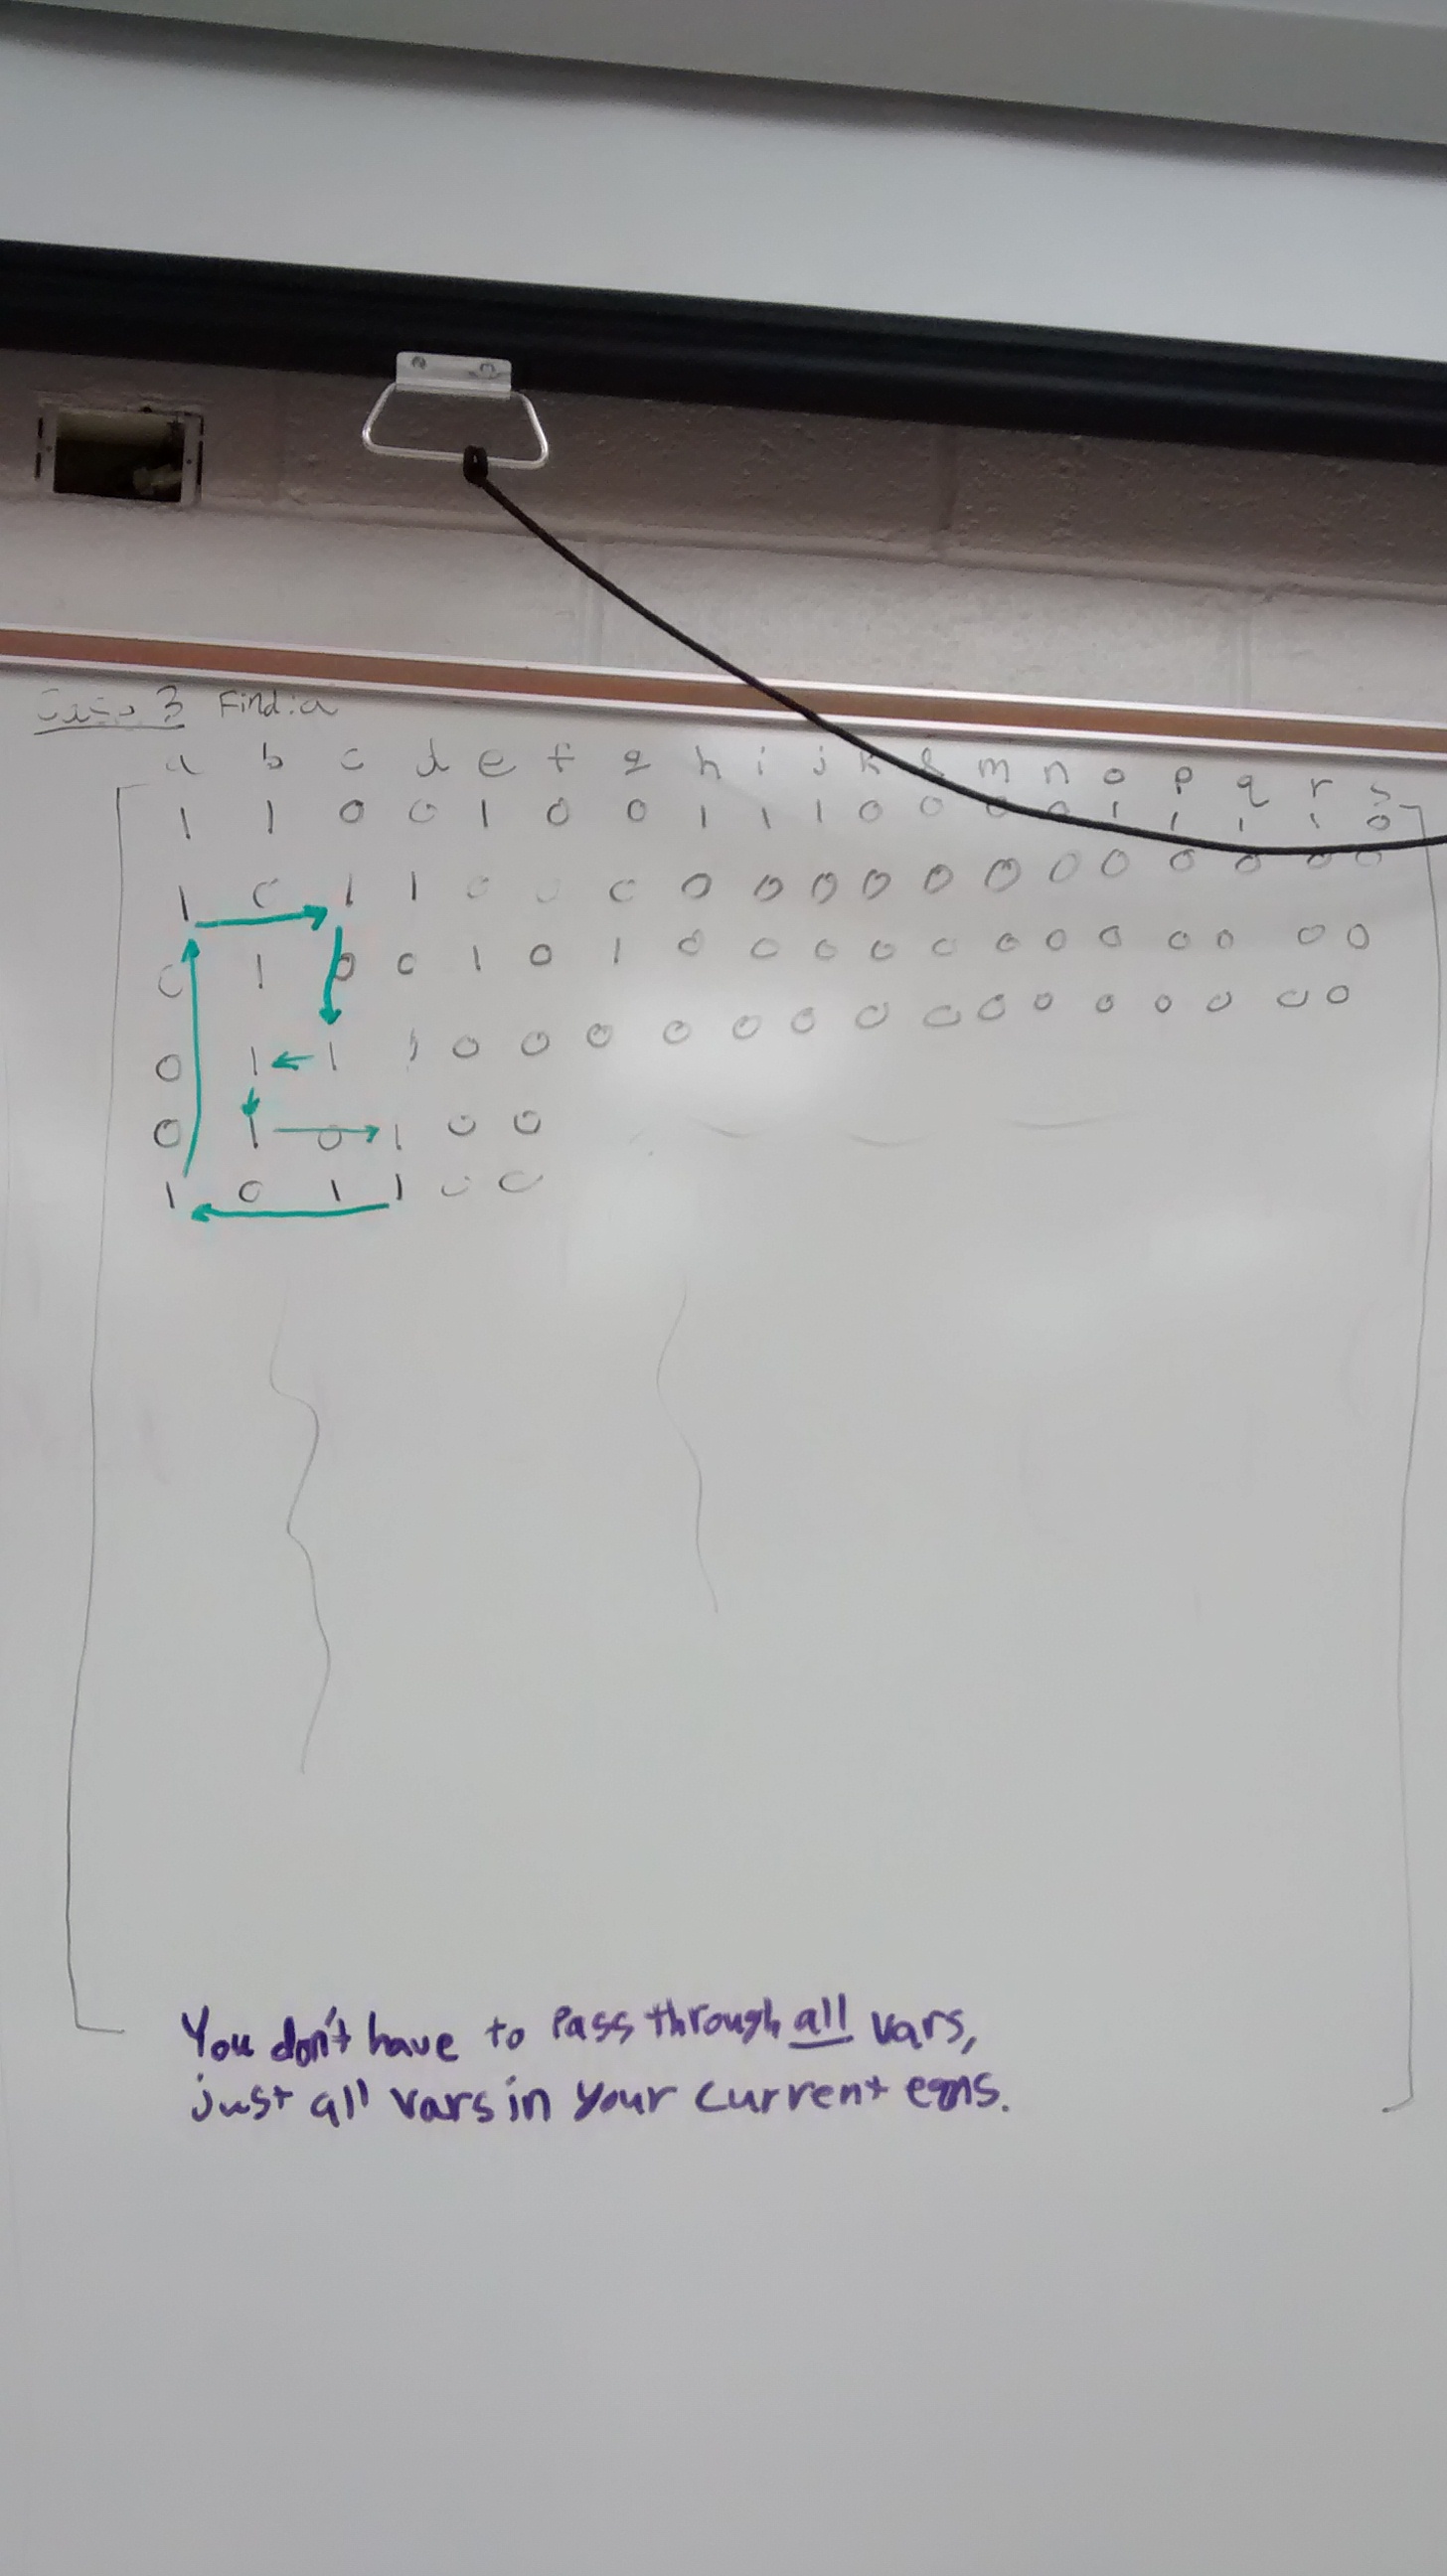 Case 3 Find: a
a b c d e f g h i j k l m n o p q r s
1 1 0 0 1 0 0 1 1 1 0 0 0 0 1 1 1 1 0
1 0 1 1 0 0 0 0 0 0 0 0 0 0 0 0 0 0 0
0 1 0 0 1 0 1 0 0 0 0 0 0 0 0 0 0 0 0
0 1 1 1 0 0 0 0 0 0 0 0 0 0 0 0 0 0 0
0 1 0 1 0 0
1 0 1 1 0 0
You don't have to Pass through all vars,
just all vars in your current eqns.